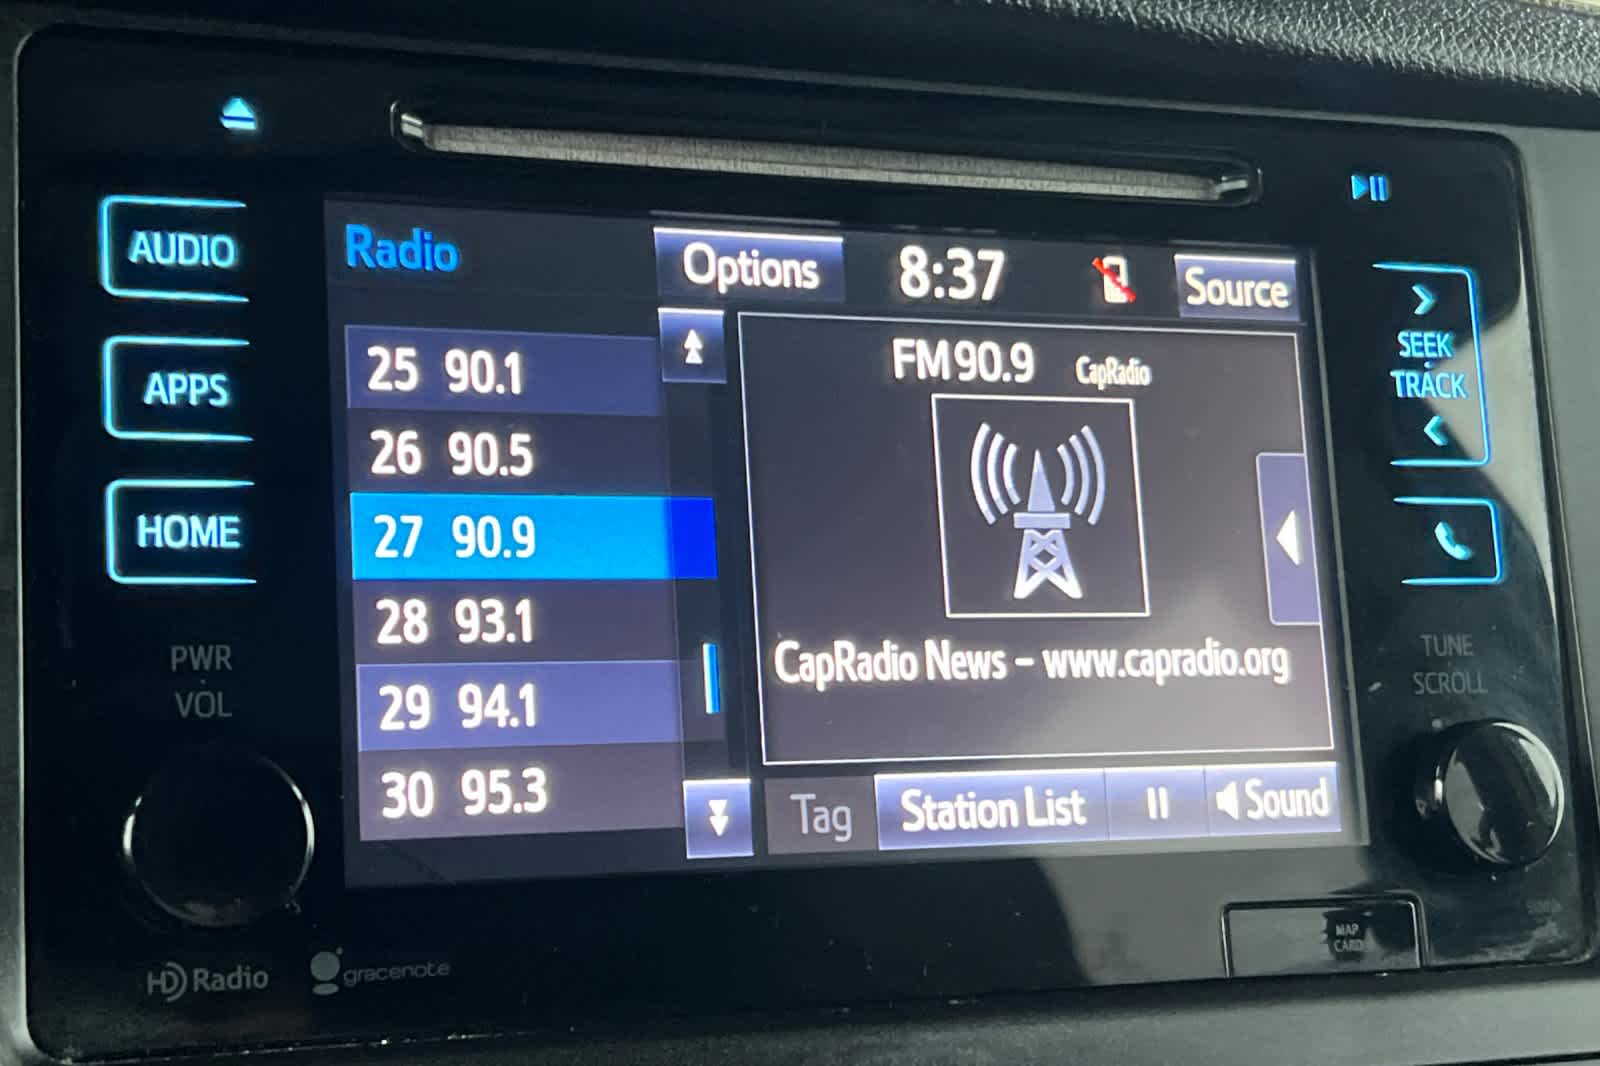 AUDIO
APPS
HOME
PWR
VOL
Radio
Options
8:37
Source
25 90.1
26 90.5
27 90.9
28 93.1
29 94.1
30 95.3
FM 90.9 CapRadio
CapRadio News – www.capradio.org
Tag
Station List
Sound
SEEK
TRACK
TUNE
SCROLL
MAP
CARD
HD Radio
gracenote